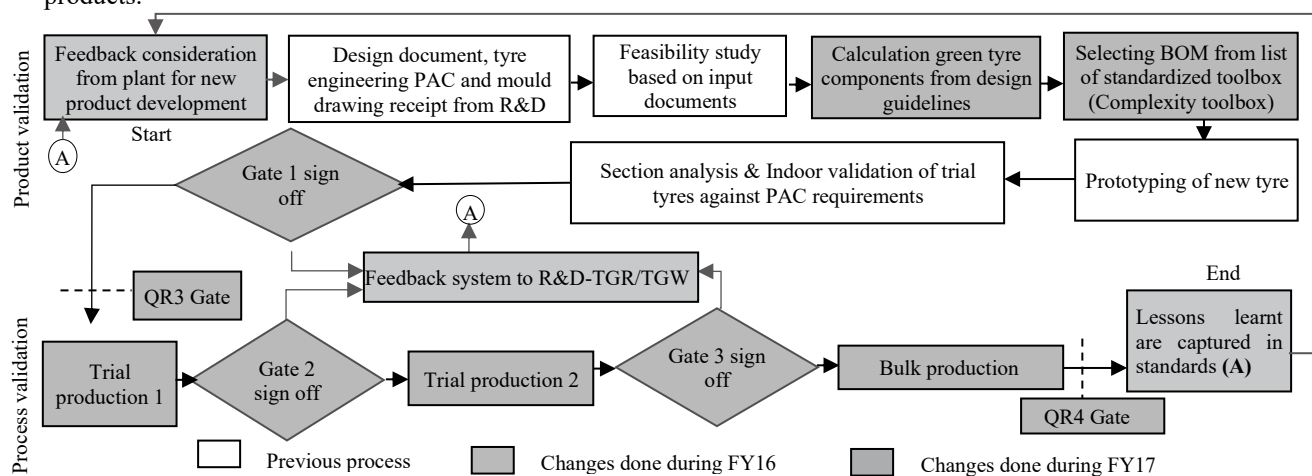 products.
Product validation
Feedback consideration
from plant for new
product development
Design document, tyre
engineering PAC and mould
drawing receipt from R&D
Feasibility study
based on input
documents
Calculation green tyre
components from design
guidelines
Selecting BOM from list
of standardized toolbox
(Complexity toolbox)
Start
A
Gate 1 sign
off
Section analysis & Indoor validation of trial
tyres against PAC requirements
Prototyping of new tyre
A
Feedback system to R&D-TGR/TGW
QR3 Gate
End
Process validation
Trial
production 1
Gate 2
sign off
Trial production 2
Gate 3 sign
off
Bulk production
Lessons learnt
are captured in
standards (A)
QR4 Gate
Previous process
Changes done during FY16
Changes done during FY17